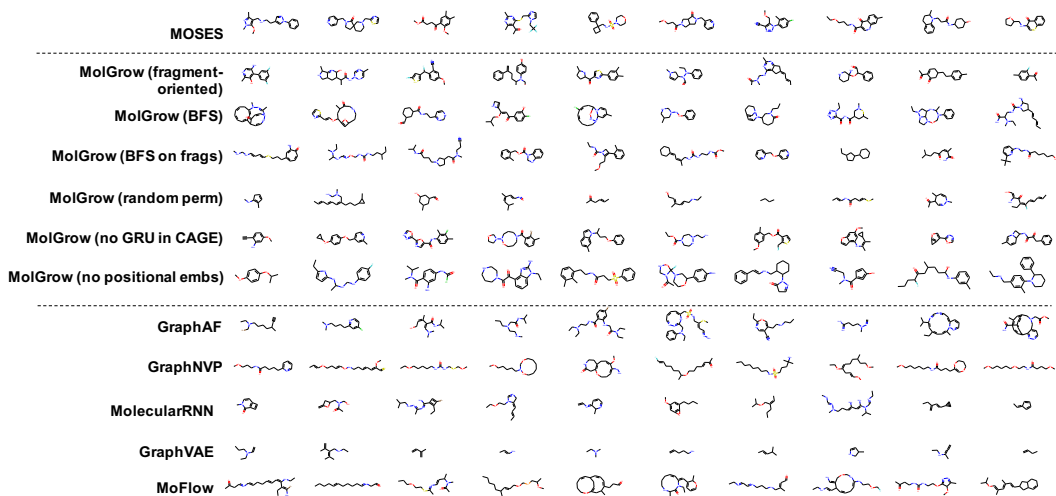 MOSES
MolGrow (fragment-
oriented)
MolGrow (BFS)
MolGrow (BFS on frags)
MolGrow (random perm)
MolGrow (no GRU in CAGE)
MolGrow (no positional embs)
GraphAF
GraphNVP
MolecularRNN
GraphVAE
MoFlow